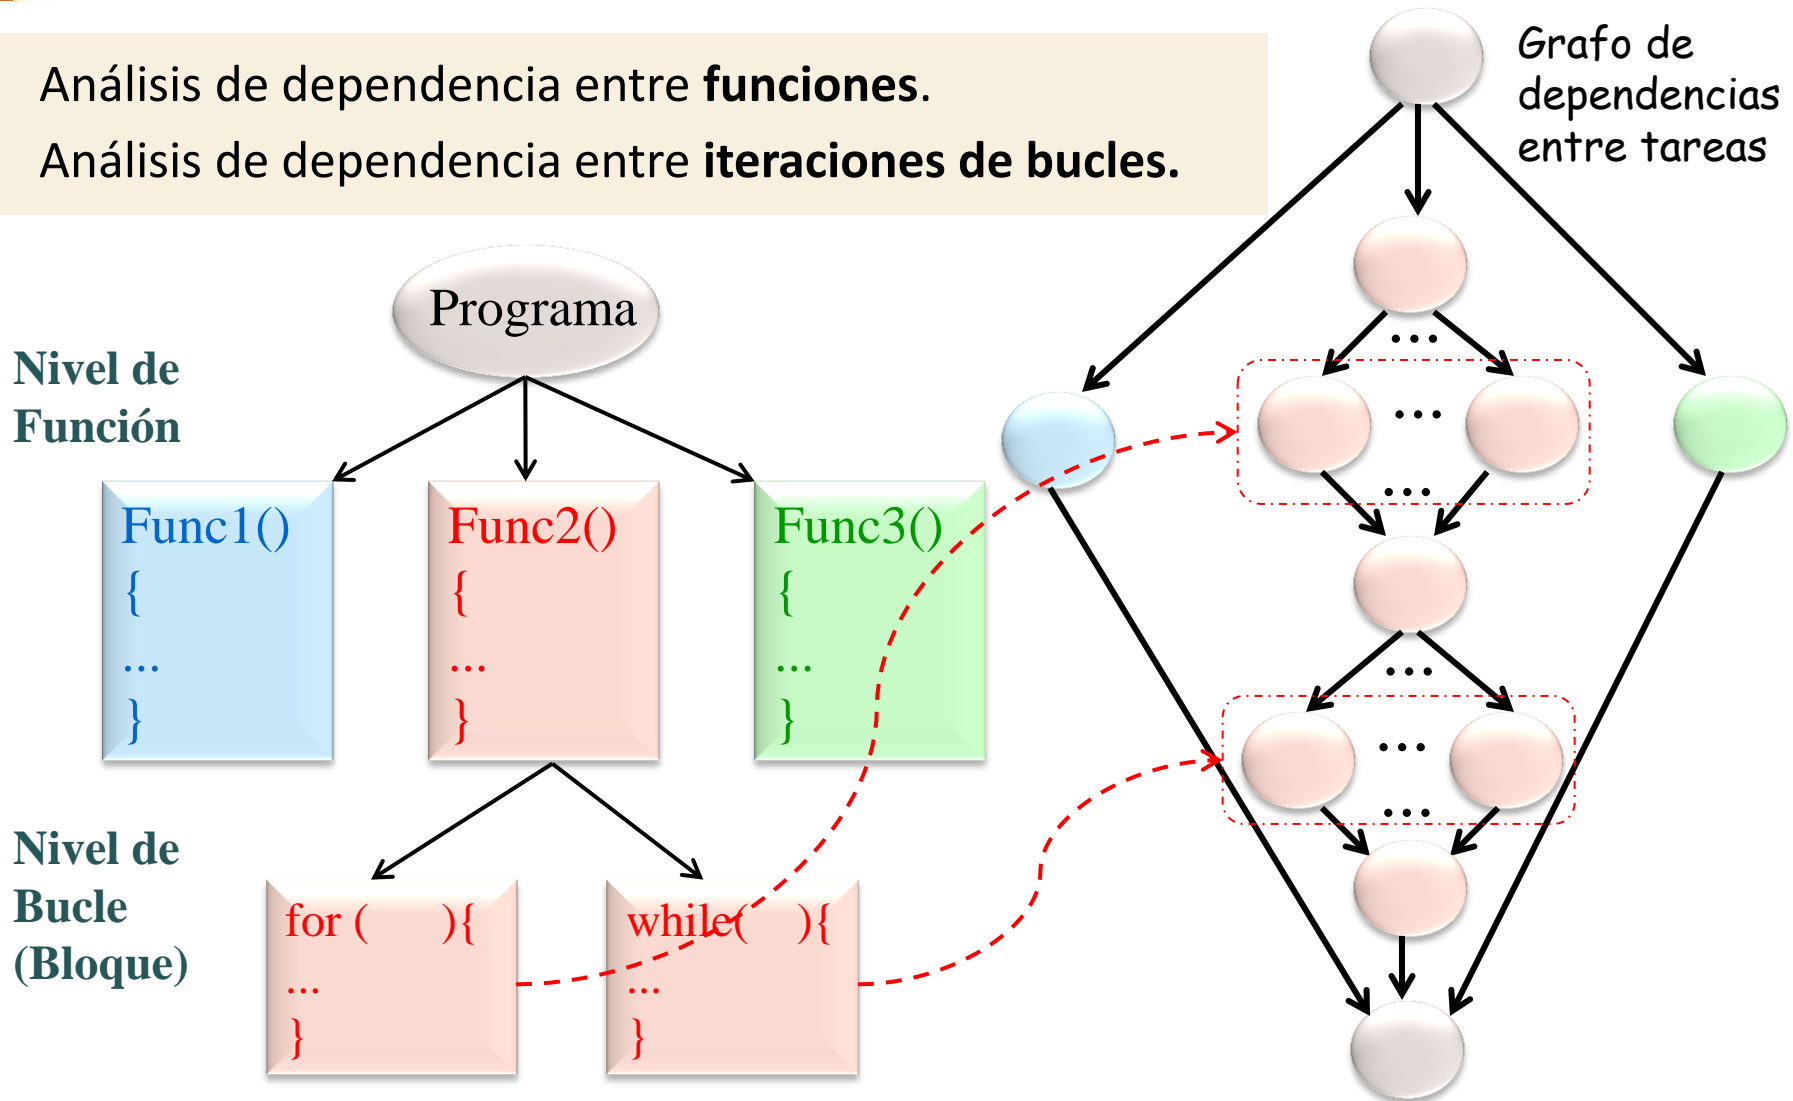 Análisis de dependencia entre funciones.
Análisis de dependencia entre iteraciones de bucles.
Grafo de
dependencias
entre tareas
Programa
Nivel de
Función
Func1()
{
...
}
Func2()
{
...
}
Func3()
{
...
}
Nivel de
Bucle
(Bloque)
for (    ){
...
}
while(    ){
...
}
...
...
...
...
...
...